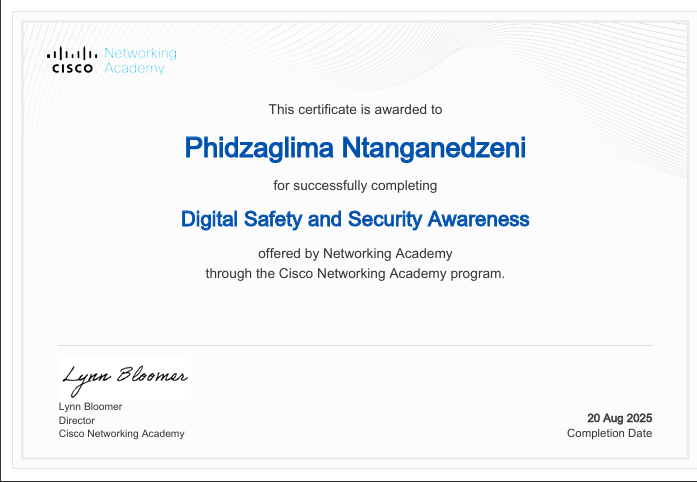 Networking
CISCO Academy
This certificate is awarded to
Phidzaglima Ntanganedzeni
for successfully completing
Digital Safety and Security Awareness
offered by Networking Academy
through the Cisco Networking Academy program.
Lynn Bloomer
Lynn Bloomer
Director
Cisco Networking Academy
20 Aug 2025
Completion Date